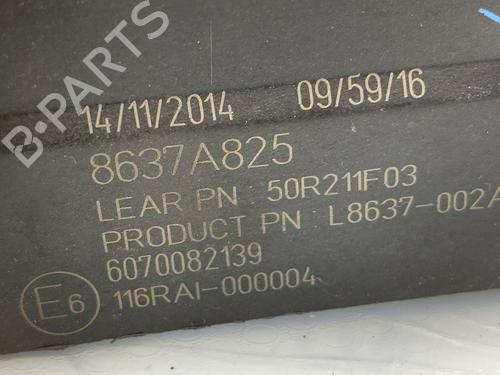 B-PARTS
14/11/2014 09/59/16
8637A825
LEAR PN 50R211F03
PRODUCT PN L8637-002A
6070082139
E6 116RAI-000004